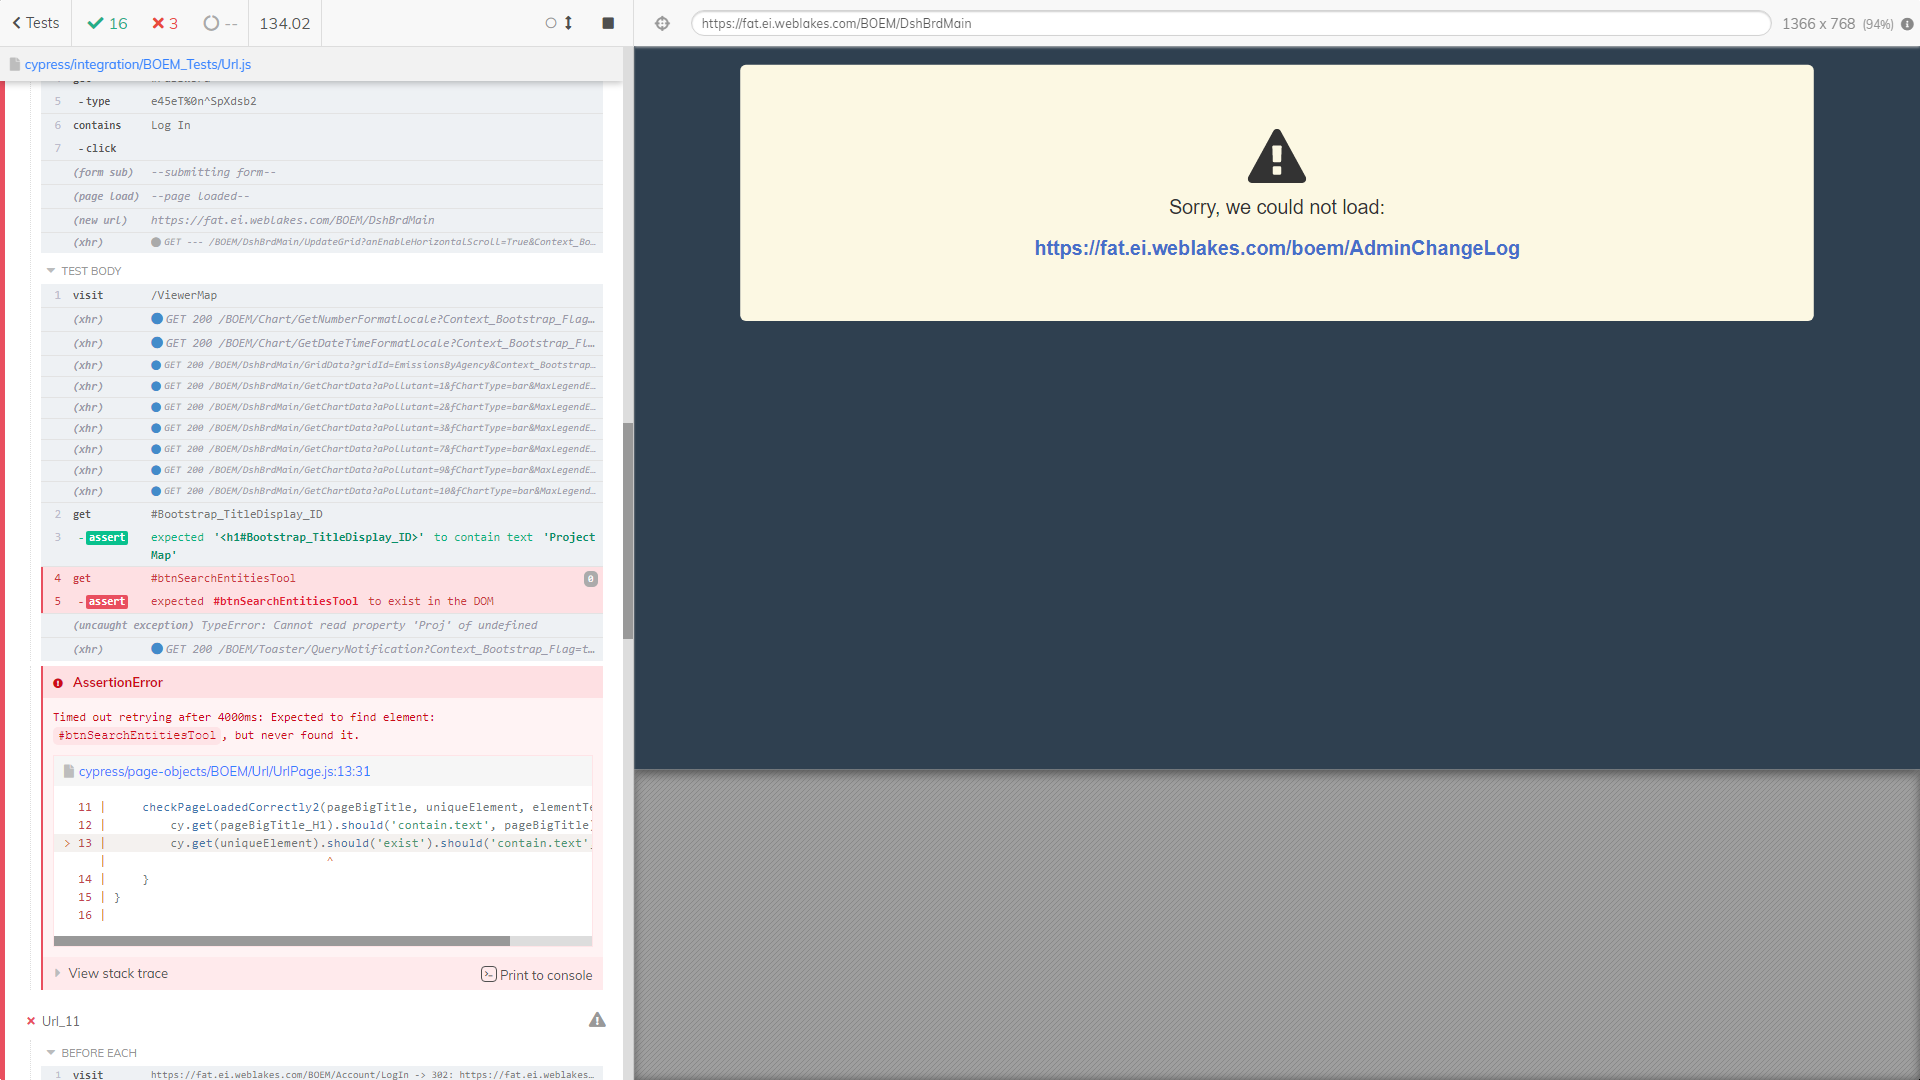 Tests
16
3
--
134.02
https://fat.ei.weblakes.com/BOEM/DshBrdMain
1366 x 768 (94%)
cypress/integration/BOEM_Tests/Url.js
5 -type e45eT%0n^SpXdsb2
6 contains Log In
7 -click
(form sub) --submitting form--
(page load) --page loaded--
(new url) https://fat.ei.weblakes.com/BOEM/DshBrdMain
(xhr) GET --- /BOEM/DshBrdMain/UpdateGrid?anEnableHorizontalScroll=True&Context_Bo…
TEST BODY
1 visit /ViewerMap
(xhr) GET 200 /BOEM/Chart/GetNumberFormatLocale?Context_Bootstrap_Flag…
(xhr) GET 200 /BOEM/Chart/GetDateTimeFormatLocale?Context_Bootstrap_Fl…
(xhr) GET 200 /BOEM/DshBrdMain/GridData?gridId=EmissionsByAgency&Context_Bootstrap…
(xhr) GET 200 /BOEM/DshBrdMain/GetChartData?aPollutant=1&fChartType=bar&MaxLegendE…
(xhr) GET 200 /BOEM/DshBrdMain/GetChartData?aPollutant=2&fChartType=bar&MaxLegendE…
(xhr) GET 200 /BOEM/DshBrdMain/GetChartData?aPollutant=3&fChartType=bar&MaxLegendE…
(xhr) GET 200 /BOEM/DshBrdMain/GetChartData?aPollutant=7&fChartType=bar&MaxLegendE…
(xhr) GET 200 /BOEM/DshBrdMain/GetChartData?aPollutant=9&fChartType=bar&MaxLegendE…
(xhr) GET 200 /BOEM/DshBrdMain/GetChartData?aPollutant=10&fChartType=bar&MaxLegend…
2 get #Bootstrap_TitleDisplay_ID
3 -assert expected '<h1#Bootstrap_TitleDisplay_ID>' to contain text 'Project
Map'
4 get #btnSearchEntitiesTool 0
5 -assert expected #btnSearchEntitiesTool to exist in the DOM
(uncaught exception) TypeError: Cannot read property 'Proj' of undefined
(xhr) GET 200 /BOEM/Toaster/QueryNotification?Context_Bootstrap_Flag=t…
AssertionError
Timed out retrying after 4000ms: Expected to find element:
#btnSearchEntitiesTool, but never found it.
cypress/page-objects/BOEM/Url/UrlPage.js:13:31
11 | checkPageLoadedCorrectly2(pageBigTitle, uniqueElement, elementTe
12 | cy.get(pageBigTitle_H1).should('contain.text', pageBigTitle)
> 13 | cy.get(uniqueElement).should('exist').should('contain.text'
| ^
14 | }
15 | }
16 |
View stack trace
Print to console
Url_11
BEFORE EACH
1 visit https://fat.ei.weblakes.com/BOEM/Account/LogIn -> 302: https://fat.ei.weblakes…
Sorry, we could not load:
https://fat.ei.weblakes.com/boem/AdminChangeLog